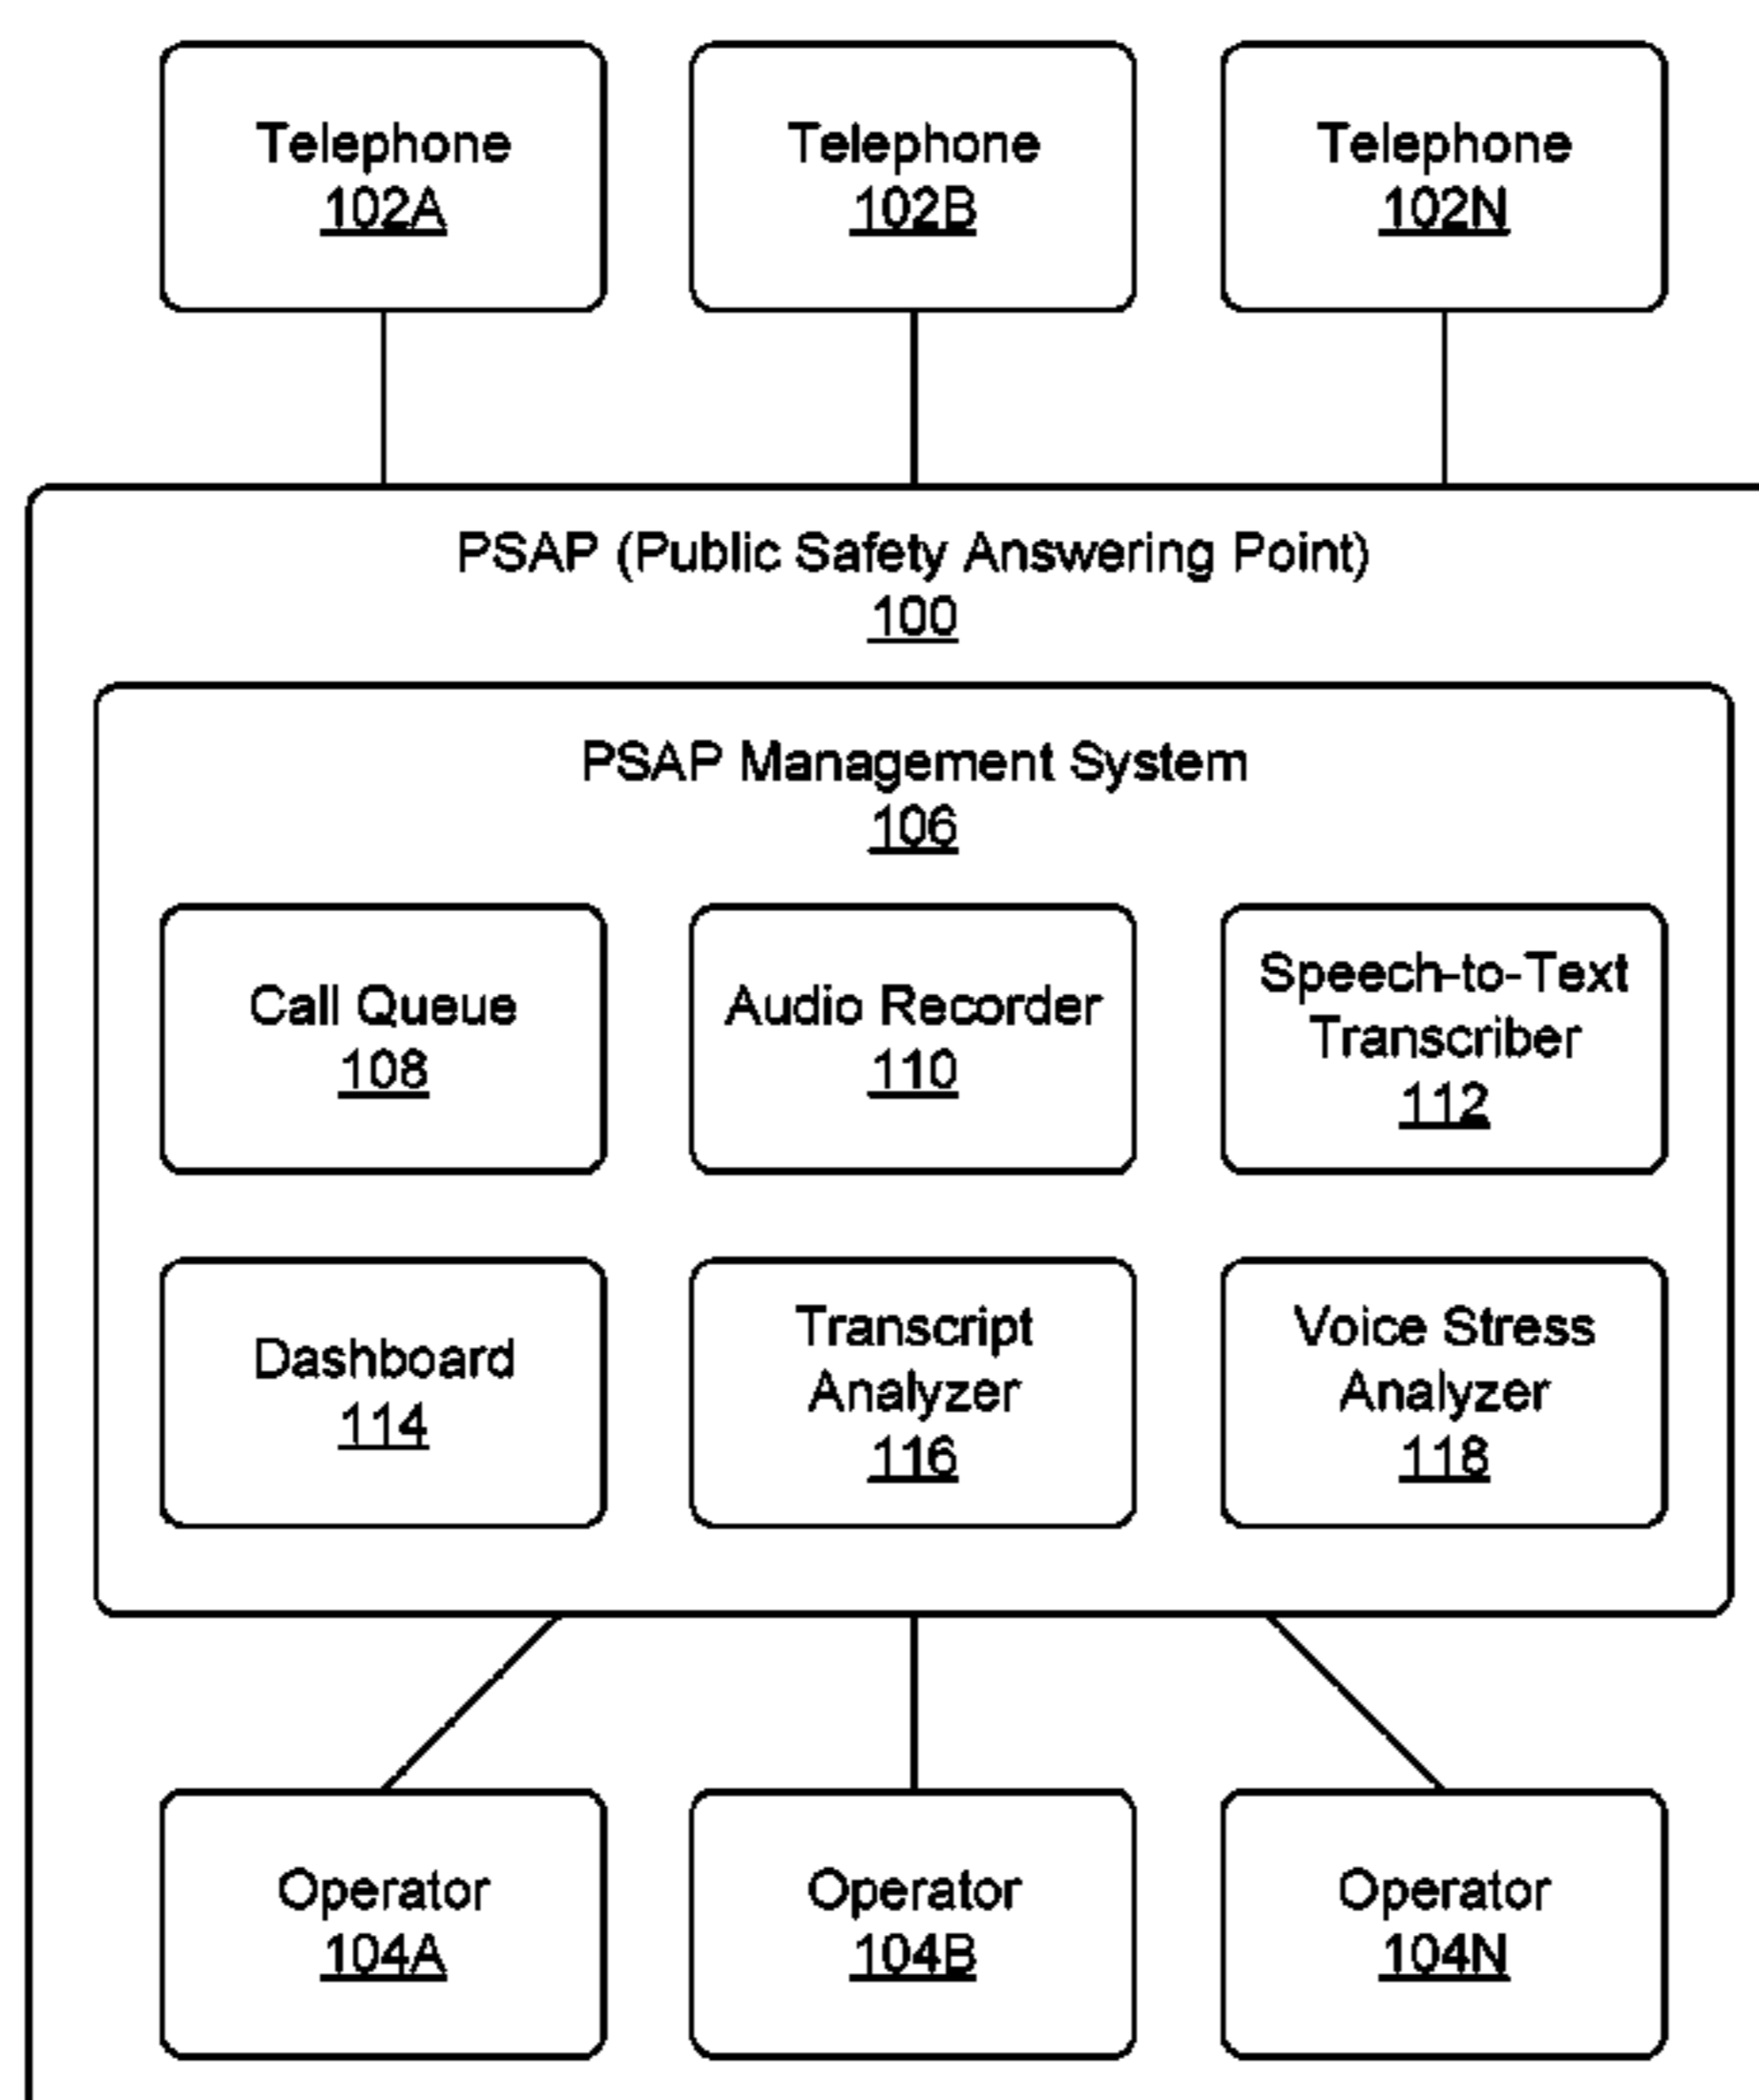 Telephone
102A
Telephone
102B
Telephone
102N
PSAP (Public Safety Answering Point)
100
PSAP Management System
106
Call Queue
108
Audio Recorder
110
Speech-to-Text
Transcriber
112
Dashboard
114
Transcript
Analyzer
116
Voice Stress
Analyzer
118
Operator
104A
Operator
104B
Operator
104N